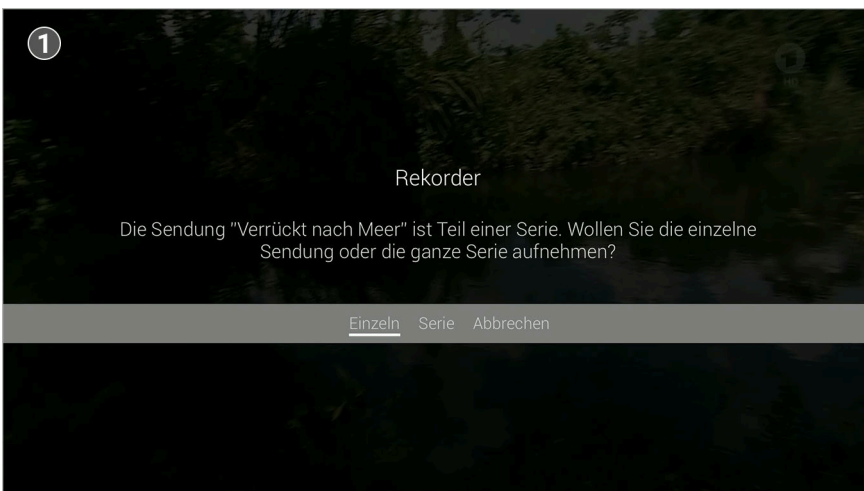 1
Rekorder
Die Sendung "Verrückt nach Meer" ist Teil einer Serie. Wollen Sie die einzelne
Sendung oder die ganze Serie aufnehmen?
Einzeln Serie Abbrechen